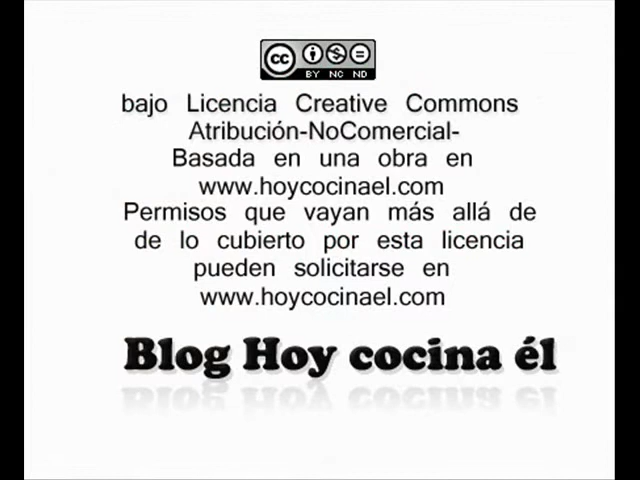 cc
BY NC ND
bajo Licencia Creative Commons
Atribución-NoComercial-
Basada en una obra en
www.hoycocinael.com
Permisos que vayan más allá de
de lo cubierto por esta licencia
pueden solicitarse en
www.hoycocinael.com
Blog Hoy cocina él